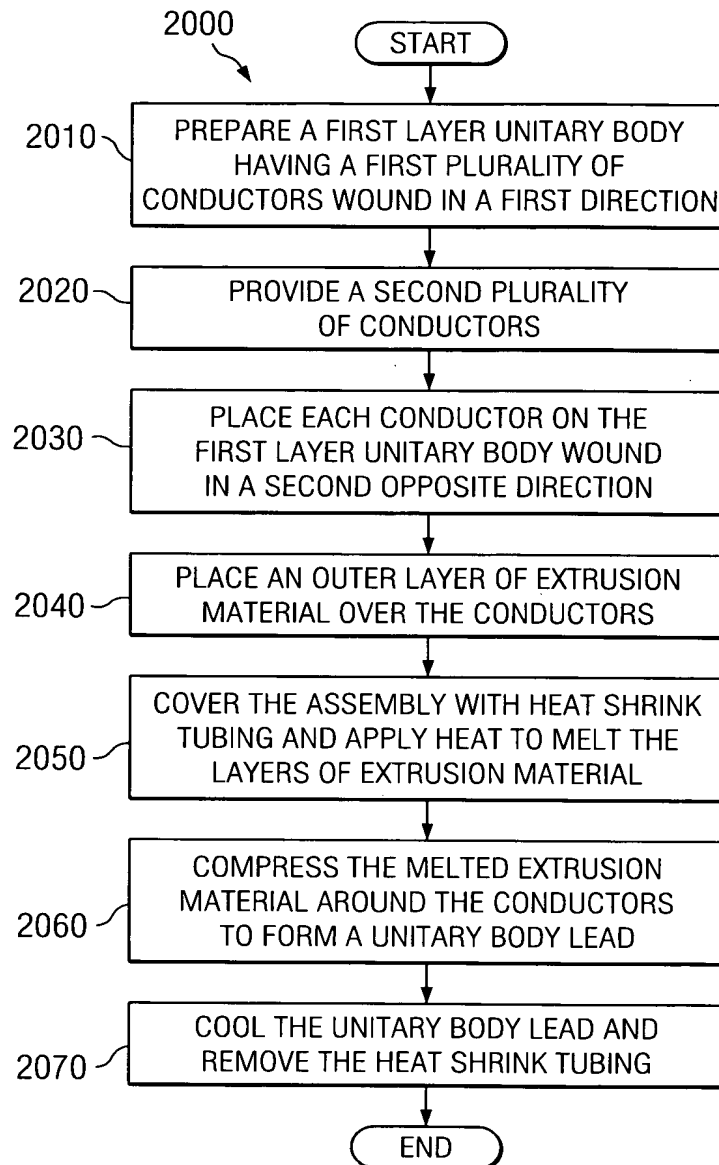 2000
START
2010
PREPARE A FIRST LAYER UNITARY BODY
HAVING A FIRST PLURALITY OF
CONDUCTORS WOUND IN A FIRST DIRECTION
2020
PROVIDE A SECOND PLURALITY
OF CONDUCTORS
2030
PLACE EACH CONDUCTOR ON THE
FIRST LAYER UNITARY BODY WOUND
IN A SECOND OPPOSITE DIRECTION
2040
PLACE AN OUTER LAYER OF EXTRUSION
MATERIAL OVER THE CONDUCTORS
2050
COVER THE ASSEMBLY WITH HEAT SHRINK
TUBING AND APPLY HEAT TO MELT THE
LAYERS OF EXTRUSION MATERIAL
2060
COMPRESS THE MELTED EXTRUSION
MATERIAL AROUND THE CONDUCTORS
TO FORM A UNITARY BODY LEAD
2070
COOL THE UNITARY BODY LEAD AND
REMOVE THE HEAT SHRINK TUBING
END